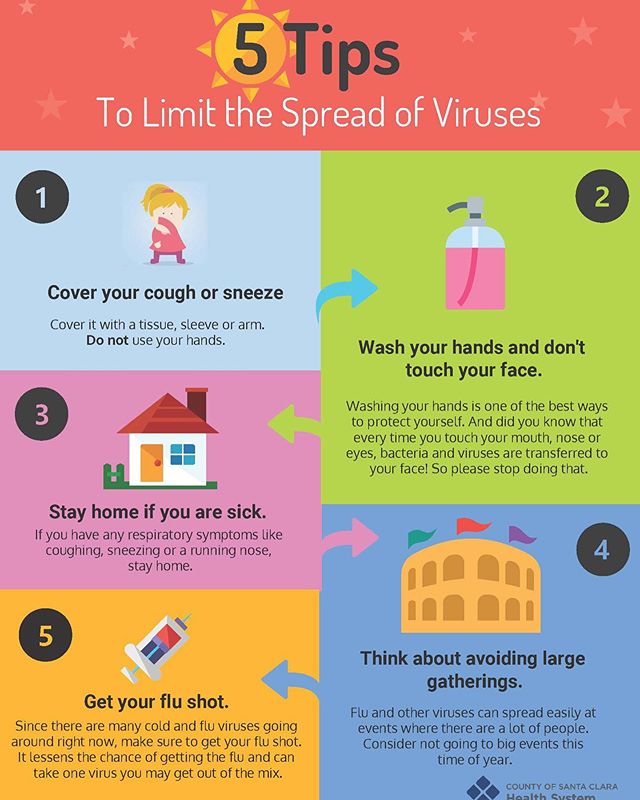 5 Tips
To Limit the Spread of Viruses
1
Cover your cough or sneeze
Cover it with a tissue, sleeve or arm.
Do not use your hands.
2
Wash your hands and don't
touch your face.
Washing your hands is one of the best ways
to protect yourself. And did you know that
every time you touch your mouth, nose or
eyes, bacteria and viruses are transferred to
your face! So please stop doing that.
3
Stay home if you are sick.
If you have any respiratory symptoms like
coughing, sneezing or a running nose,
stay home.
4
Think about avoiding large
gatherings.
Flu and other viruses can spread easily at
events where there are a lot of people.
Consider not going to big events this
time of year.
5
Get your flu shot.
Since there are many cold and flu viruses going
around right now, make sure to get your flu shot.
It lessens the chance of getting the flu and can
take one virus you may get out of the mix.
COUNTY OF SANTA CLARA
Health System